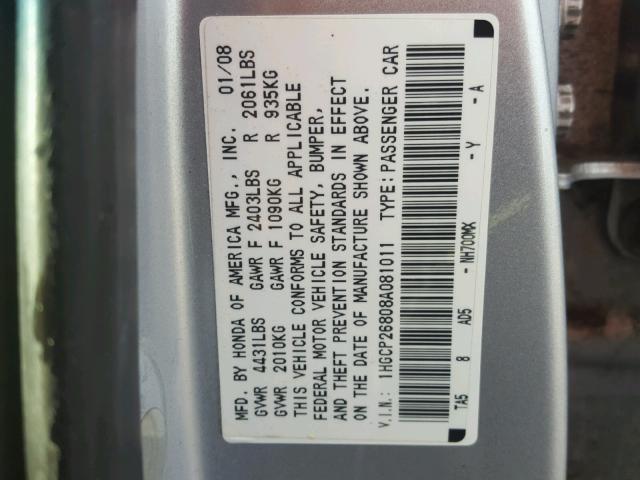 MFD. BY HONDA OF AMERICA MFG., INC. 01/08
GVWR 4431LBS GAWR F 2403LBS R 2061LBS
GVWR 2010KG GAWR F 1090KG R 935KG
THIS VEHICLE CONFORMS TO ALL APPLICABLE
FEDERAL MOTOR VEHICLE SAFETY, BUMPER,
AND THEFT PREVENTION STANDARDS IN EFFECT
ON THE DATE OF MANUFACTURE SHOWN ABOVE.
V.I.N.: 1HGCP26808A081011 TYPE: PASSENGER CAR
TA5 8 AD5 - NH700MX - Y - A